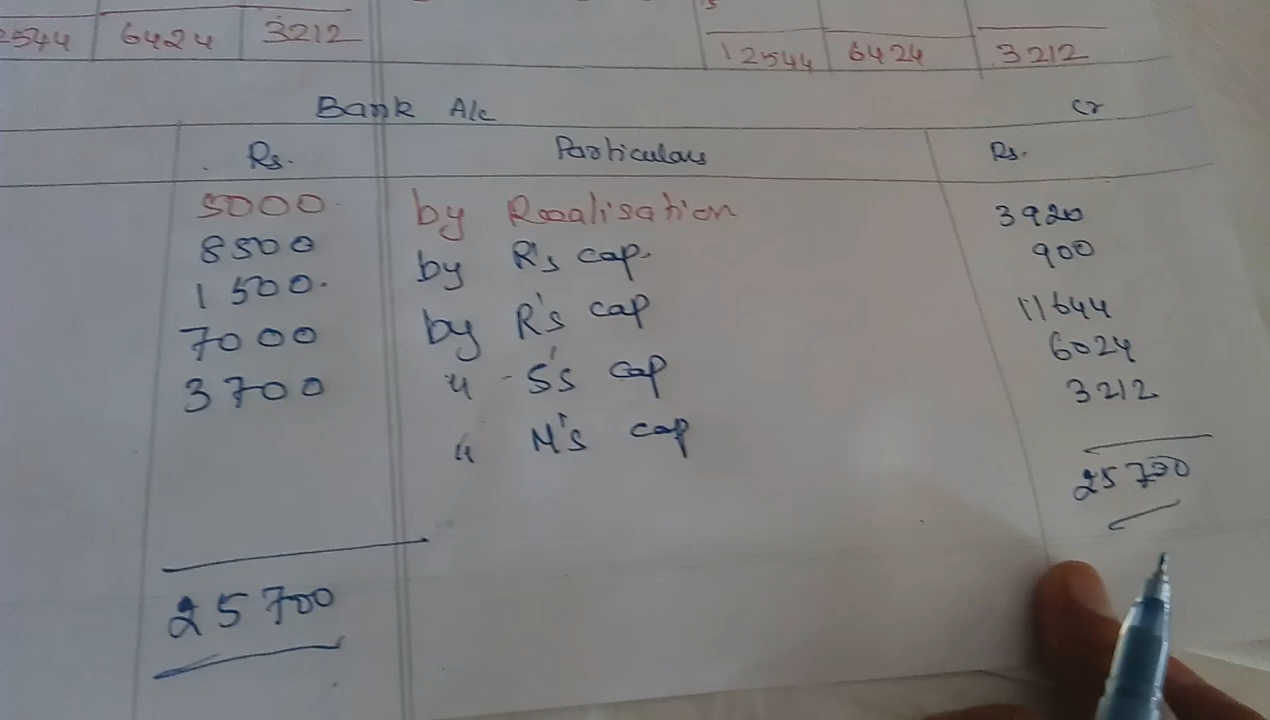 2544 6424 3212
12544 6424 3212
Bank A/c Cr
Rs. Particulars Rs.
5000 by Realisation 3920
8500 by R's cap. 900
1500 by R's cap 11644
7000 " S's cap 6024
3700 " M's cap 3212
25700
25700